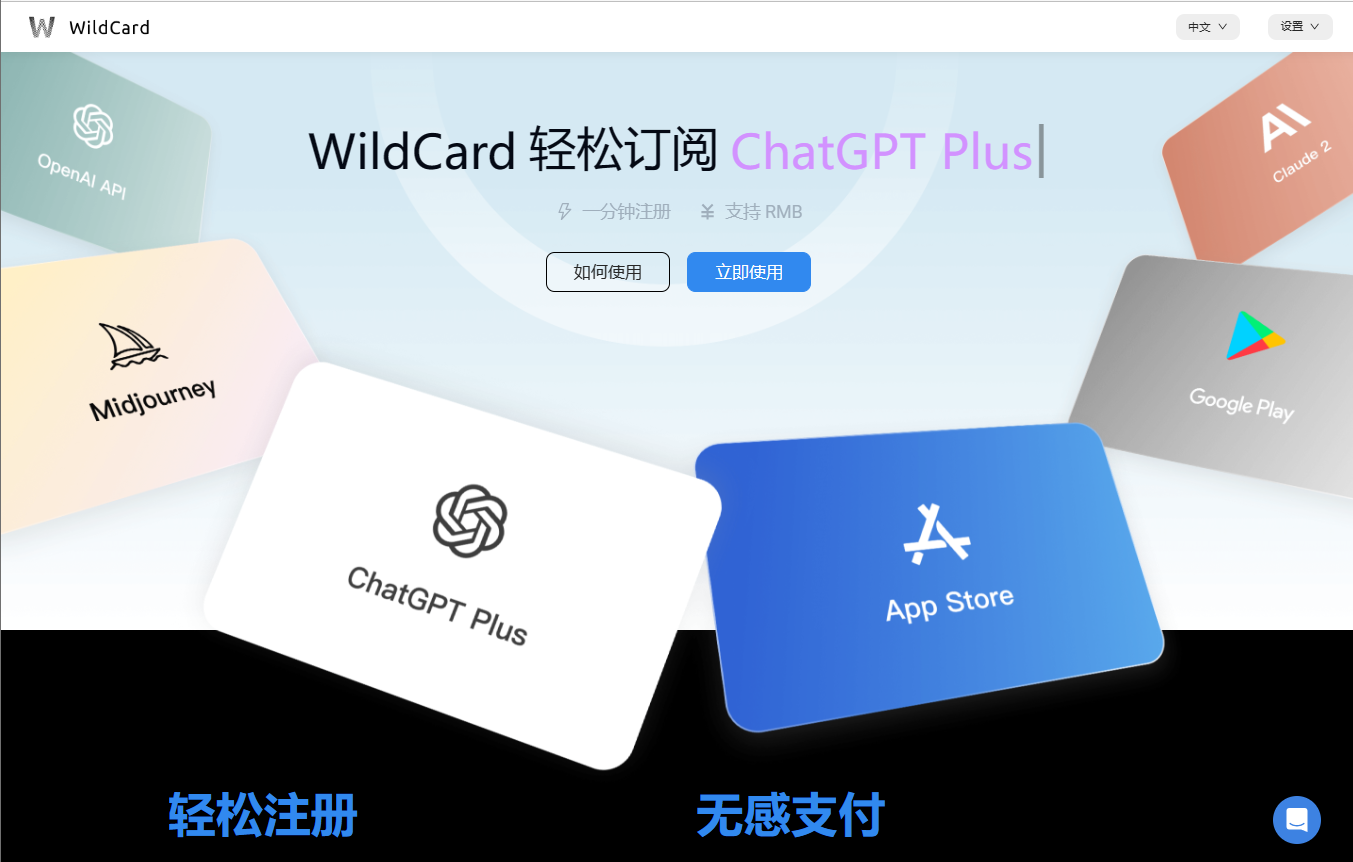 WildCard
中文
设置
WildCard 轻松订阅 ChatGPT Plus
一分钟注册
支持 RMB
如何使用
立即使用
OpenAI API
Claude 2
Midjourney
Google Play
ChatGPT Plus
App Store
轻松注册
无感支付